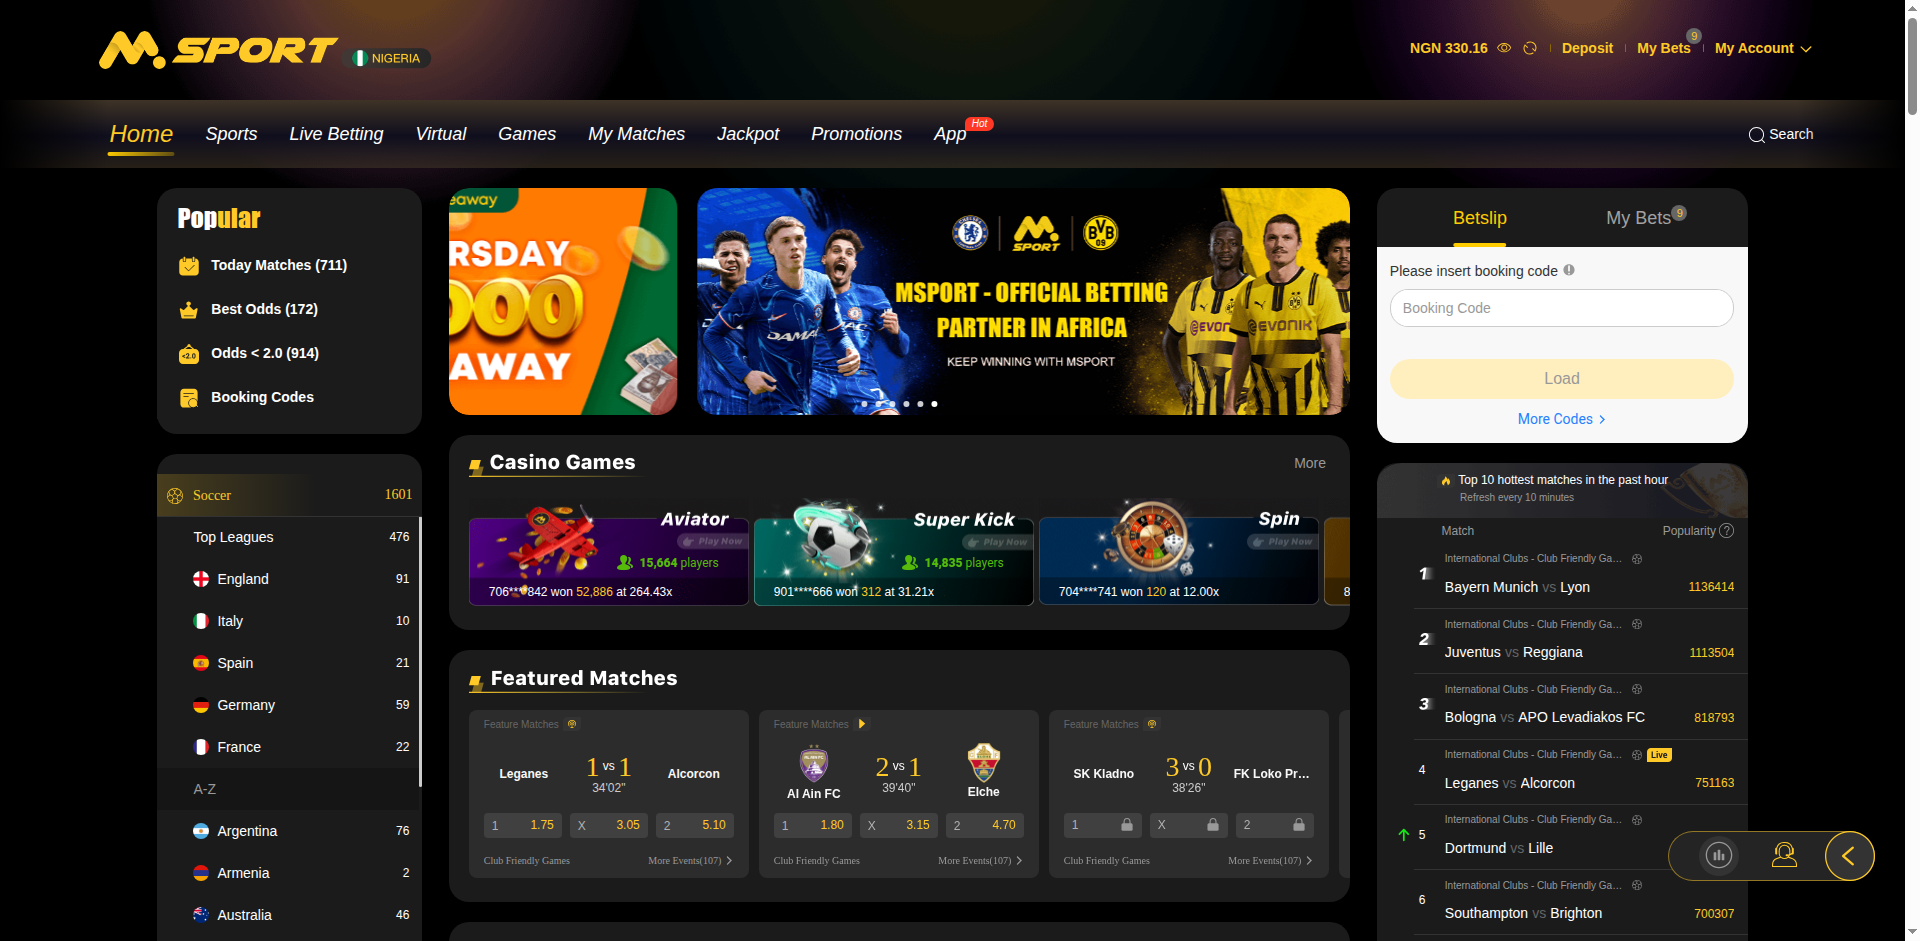 M.SPORT
NIGERIA
NGN 330.16
Deposit
My Bets
9
My Account
Home
Sports
Live Betting
Virtual
Games
My Matches
Jackpot
Promotions
App
Hot
Search
Popular
Today Matches (711)
Best Odds (172)
<2.0
Odds < 2.0 (914)
Booking Codes
Soccer
1601
Top Leagues
476
England
91
Italy
10
Spain
21
Germany
59
France
22
A-Z
Argentina
76
Armenia
2
Australia
46
eaway
RSDAY
000
AWAY
CHELSEA
M.SPORT
BVB
09
MSPORT - OFFICIAL BETTING
PARTNER IN AFRICA
KEEP WINNING WITH MSPORT
EVONIK
Casino Games
More
Aviator
Play Now
15,664 players
706****842 won 52,886 at 264.43x
Super Kick
Play Now
14,835 players
901****666 won 312 at 31.21x
Spin
Play Now
704****741 won 120 at 12.00x
8
Featured Matches
Feature Matches
Leganes
1 vs 1
34'02"
Alcorcon
1 1.75
X 3.05
2 5.10
Club Friendly Games
More Events(107)
Feature Matches
Al Ain FC
2 vs 1
39'40"
Elche
1 1.80
X 3.15
2 4.70
Club Friendly Games
More Events(107)
Feature Matches
SK Kladno
3 vs 0
38'26"
FK Loko Pr...
1
X
2
Club Friendly Games
More Events(107)
Betslip
My Bets
9
Please insert booking code
Booking Code
Load
More Codes
Top 10 hottest matches in the past hour
Refresh every 10 minutes
Match
Popularity
?
International Clubs - Club Friendly Ga...
1
Bayern Munich vs Lyon
1136414
International Clubs - Club Friendly Ga...
2
Juventus vs Reggiana
1113504
International Clubs - Club Friendly Ga...
3
Bologna vs APO Levadiakos FC
818793
International Clubs - Club Friendly Ga...
Live
4
Leganes vs Alcorcon
751163
International Clubs - Club Friendly Ga...
5
Dortmund vs Lille
International Clubs - Club Friendly Ga...
6
Southampton vs Brighton
700307